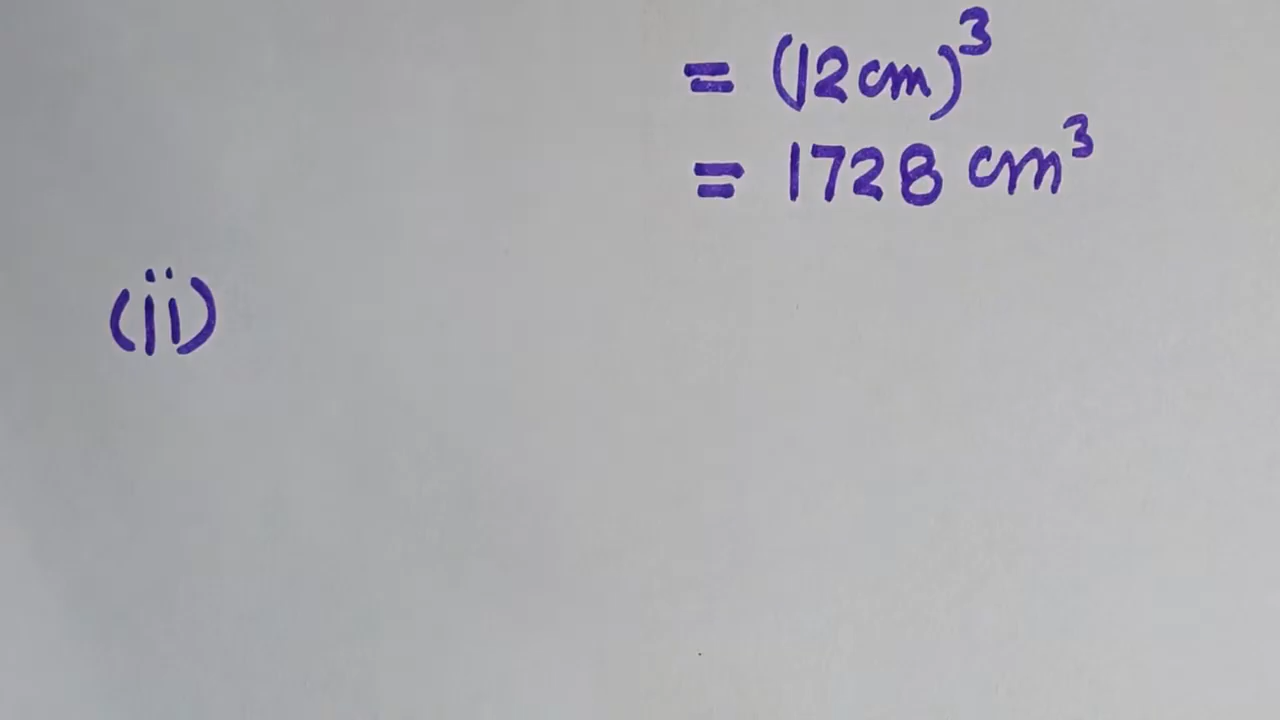 = (12 cm)³
= 1728 cm³
(ii)